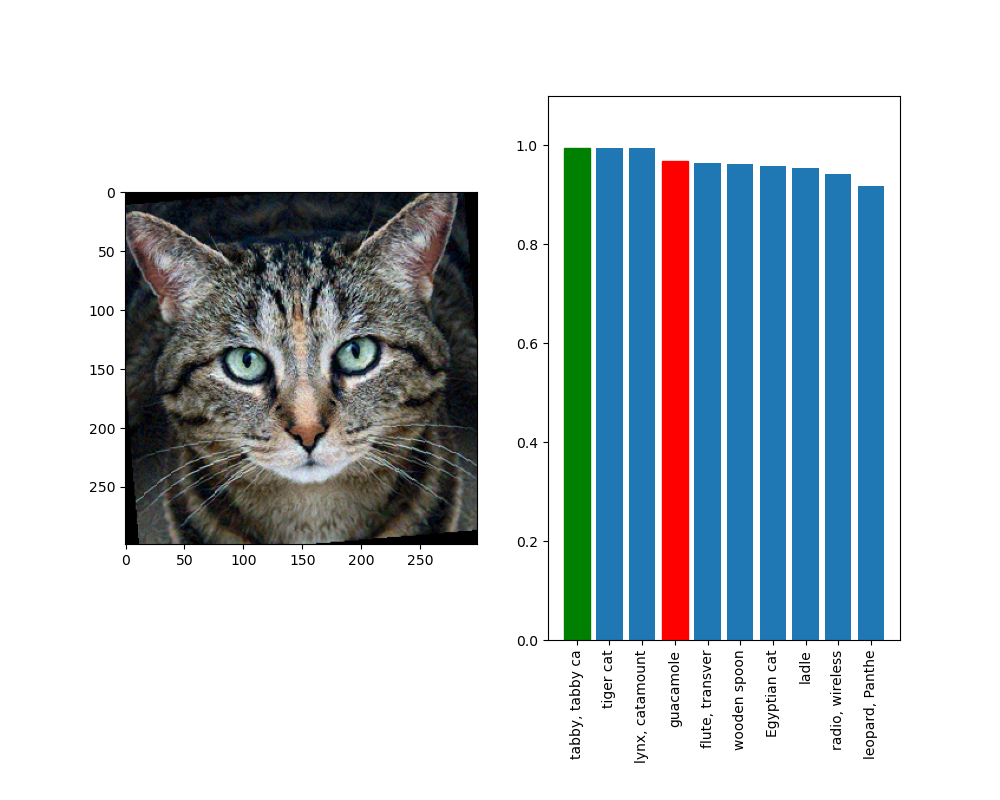 0
50
100
150
200
250
0 50 100 150 200 250
1.0
0.8
0.6
0.4
0.2
0.0
tabby, tabby ca
tiger cat
lynx, catamount
guacamole
flute, transver
wooden spoon
Egyptian cat
ladle
radio, wireless
leopard, Panthe